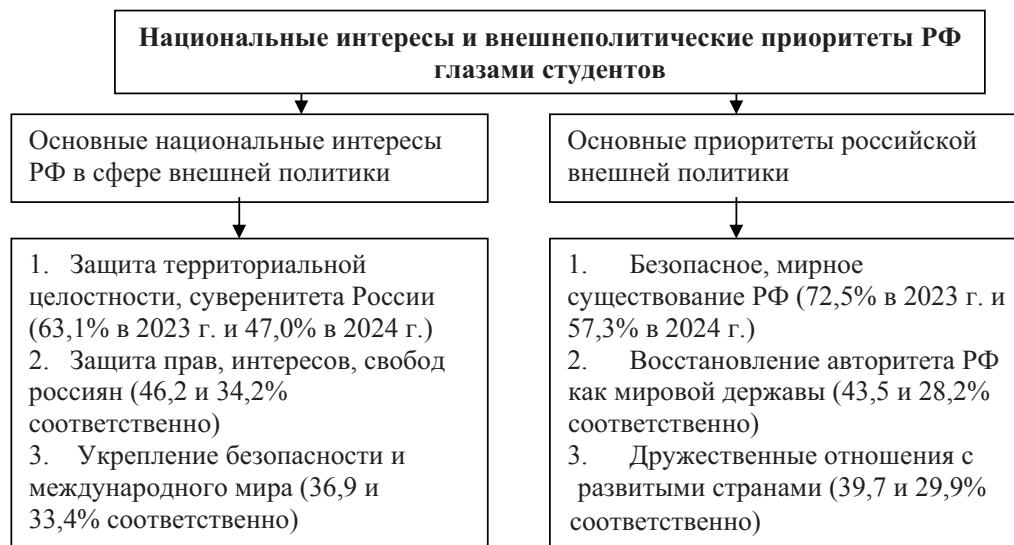 Национальные интересы и внешнеполитические приоритеты РФ
глазами студентов
Основные национальные интересы
РФ в сфере внешней политики
Основные приоритеты российской
внешней политики
1. Защита территориальной
целостности, суверенитета России
(63,1% в 2023 г. и 47,0% в 2024 г.)
2. Защита прав, интересов, свобод
россиян (46,2 и 34,2%
соответственно)
3. Укрепление безопасности и
международного мира (36,9 и
33,4% соответственно)
1. Безопасное, мирное
существование РФ (72,5% в 2023 г. и
57,3% в 2024 г.)
2. Восстановление авторитета РФ
как мировой державы (43,5 и 28,2%
соответственно)
3. Дружественные отношения с
развитыми странами (39,7 и 29,9%
соответственно)